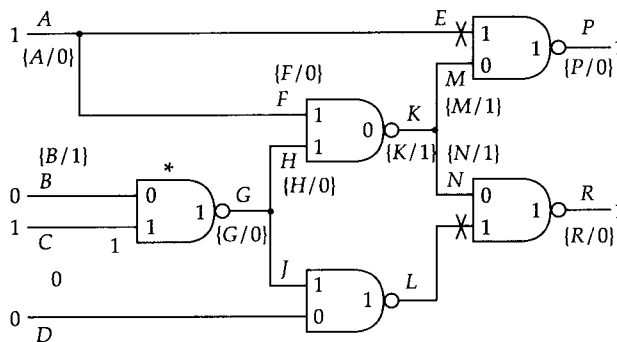 A E P
1 1 1 1
{A/0} 0 {P/0}
{F/0} M
F {M/1}
1 0 K
{B/1} H 1 {K/1} {N/1}
B * {H/0} N
0 0 G 0 R
1 1 1 1 1 1
C 1 {G/0} {R/0}
0 J L
1 1
0 0
D